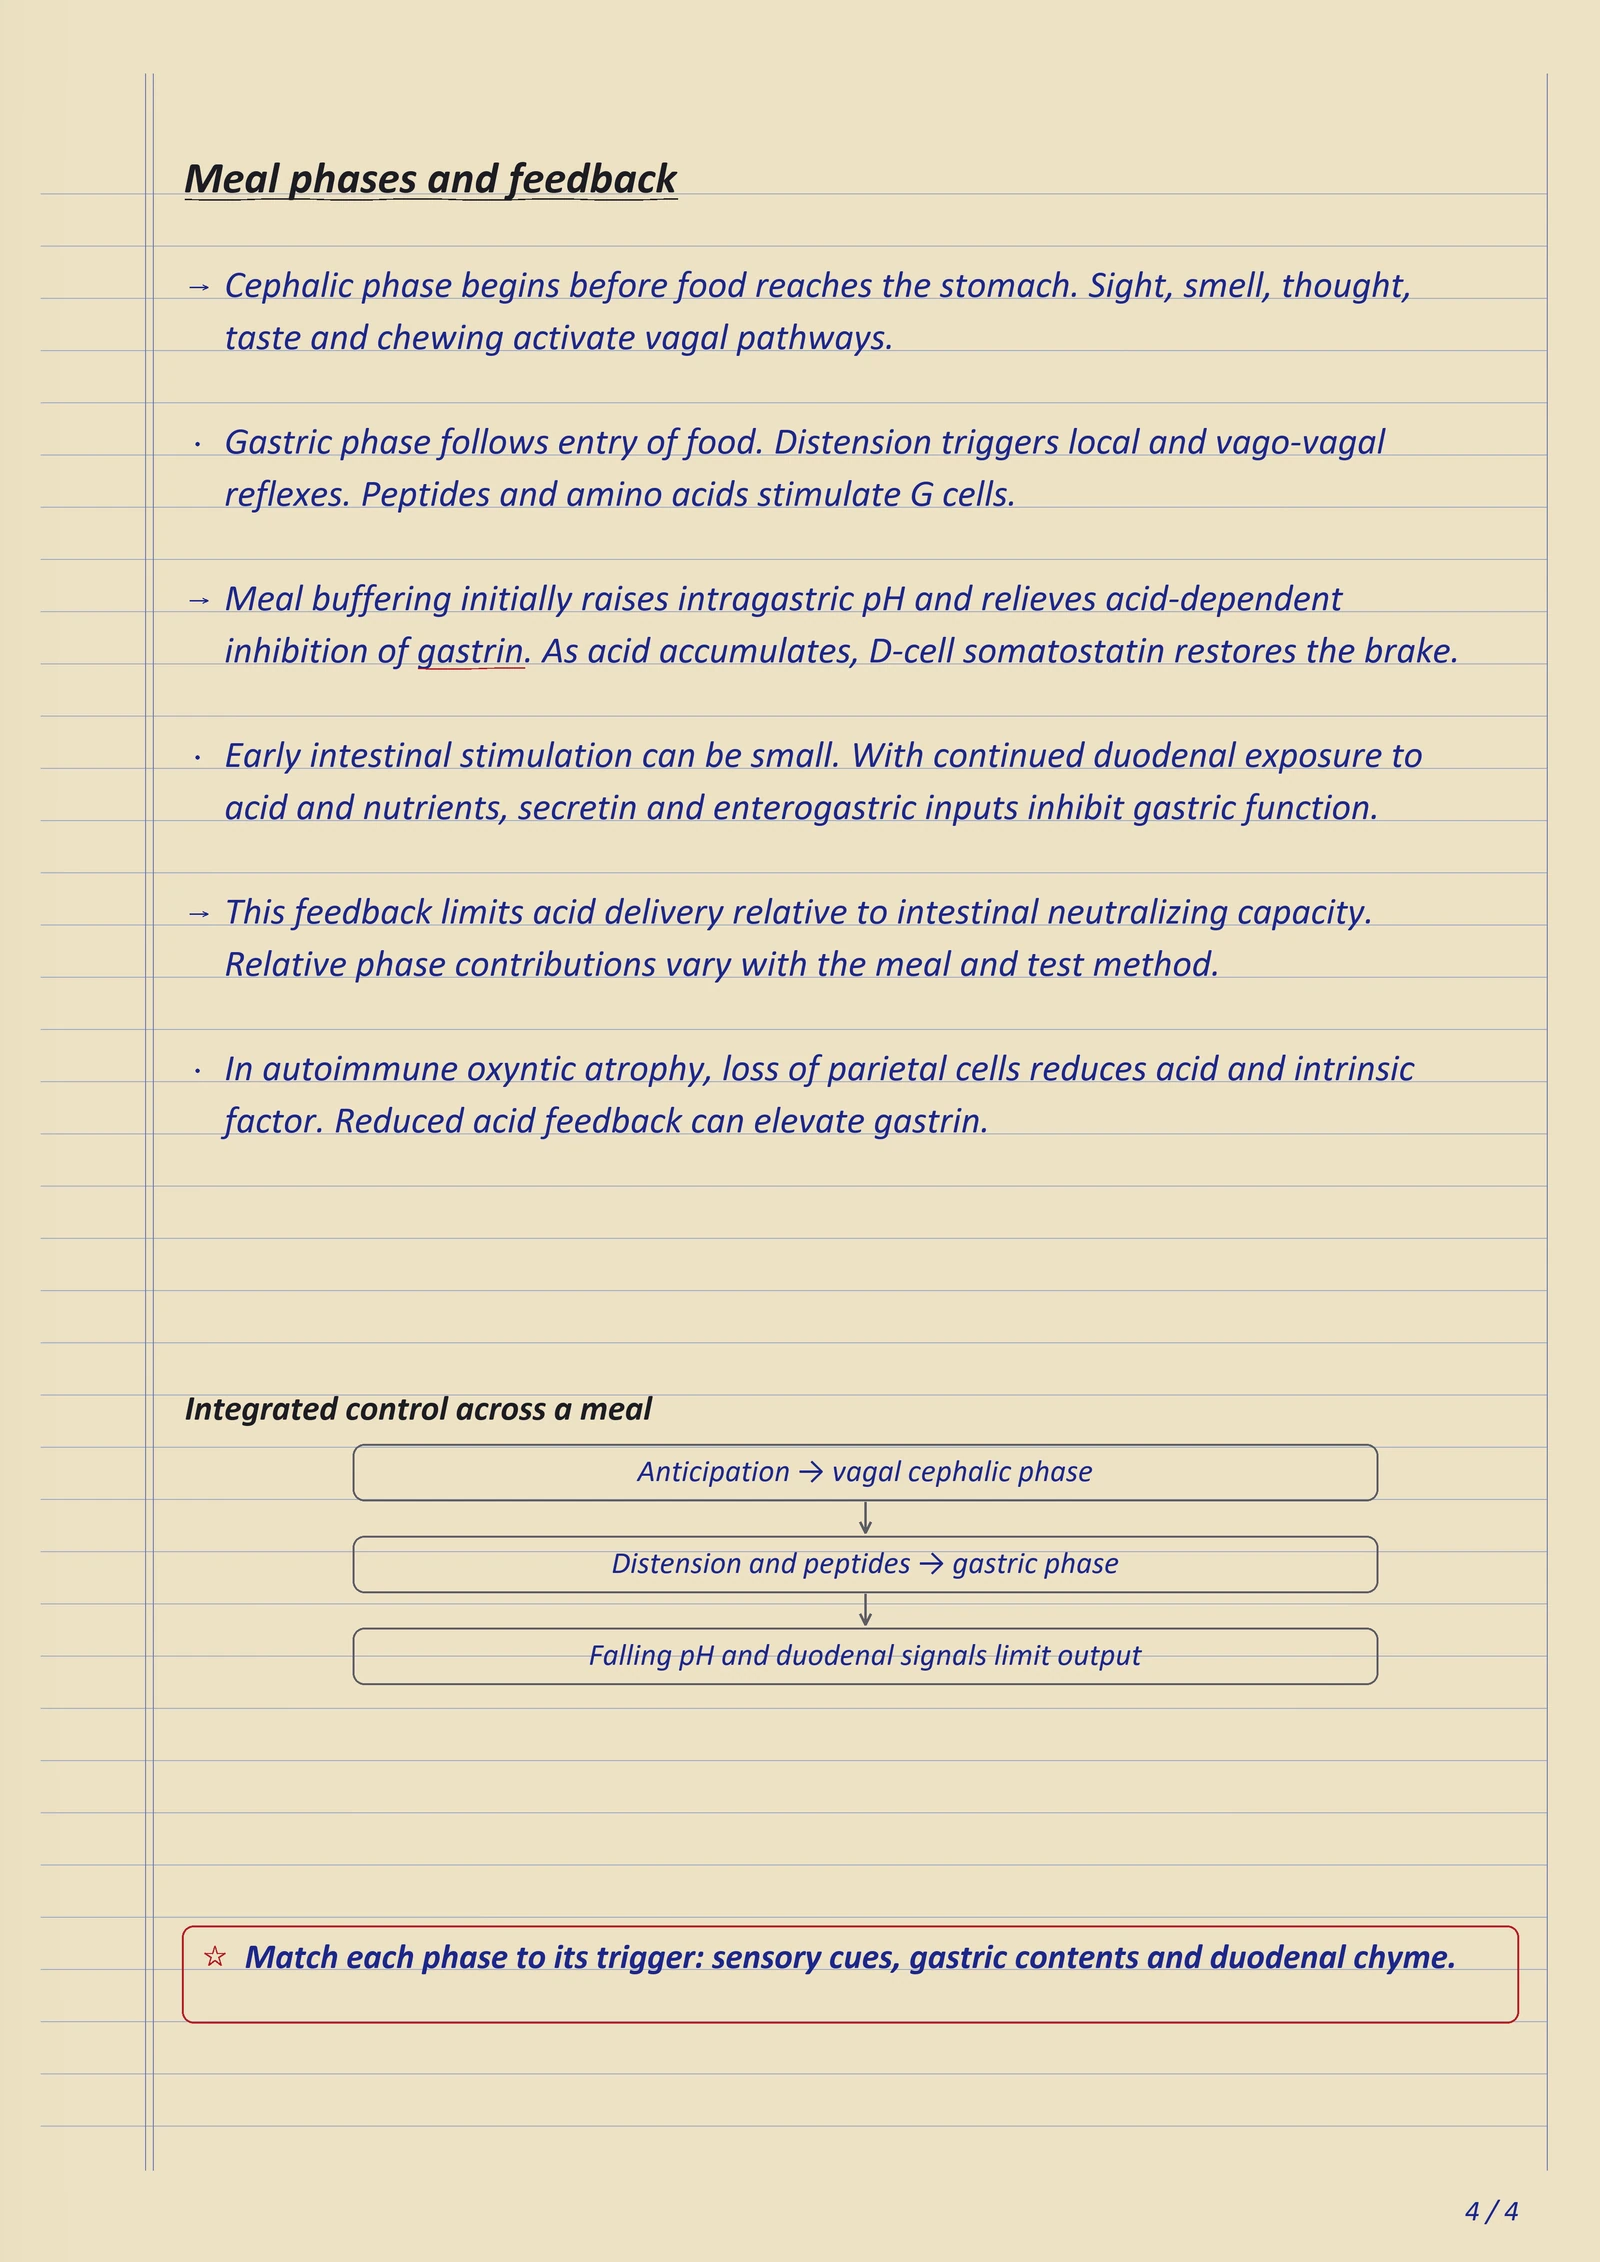 Meal phases and feedback
→ Cephalic phase begins before food reaches the stomach. Sight, smell, thought,
taste and chewing activate vagal pathways.
· Gastric phase follows entry of food. Distension triggers local and vago-vagal
reflexes. Peptides and amino acids stimulate G cells.
→ Meal buffering initially raises intragastric pH and relieves acid-dependent
inhibition of gastrin. As acid accumulates, D-cell somatostatin restores the brake.
· Early intestinal stimulation can be small. With continued duodenal exposure to
acid and nutrients, secretin and enterogastric inputs inhibit gastric function.
→ This feedback limits acid delivery relative to intestinal neutralizing capacity.
Relative phase contributions vary with the meal and test method.
· In autoimmune oxyntic atrophy, loss of parietal cells reduces acid and intrinsic
factor. Reduced acid feedback can elevate gastrin.
Integrated control across a meal
Anticipation → vagal cephalic phase
Distension and peptides → gastric phase
Falling pH and duodenal signals limit output
☆ Match each phase to its trigger: sensory cues, gastric contents and duodenal chyme.
4 / 4